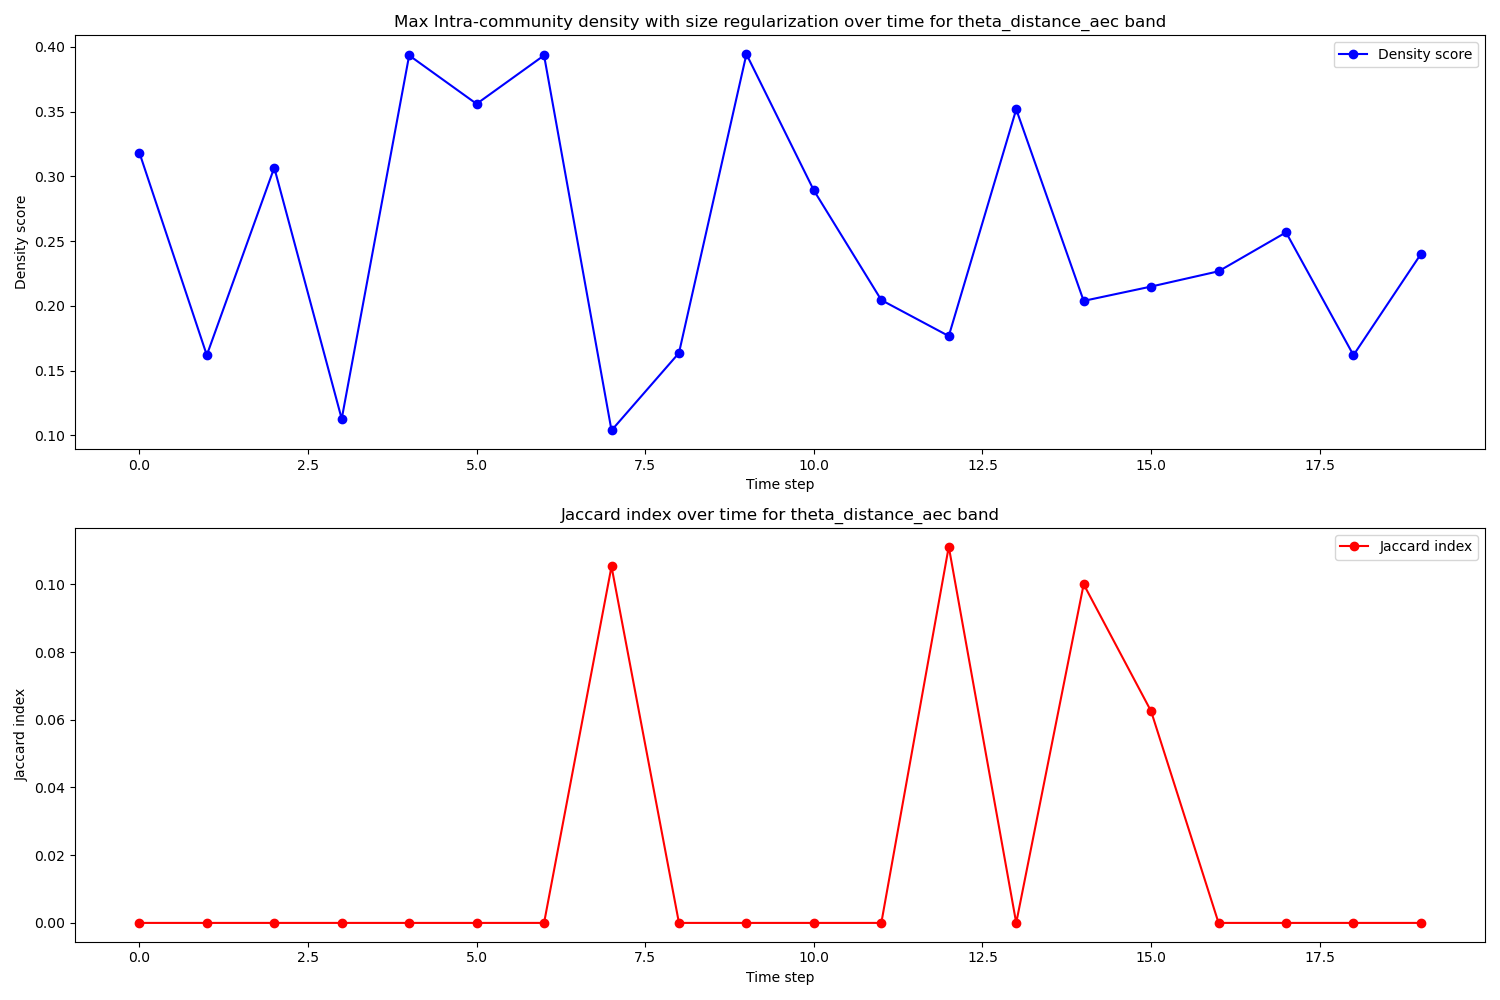 Max Intra-community density with size regularization over time for theta_distance_aec band
Density score
0.40
0.35
0.30
0.25
0.20
0.15
0.10
Density score
0.0 2.5 5.0 7.5 10.0 12.5 15.0 17.5
Time step
Jaccard index over time for theta_distance_aec band
Jaccard index
0.10
0.08
0.06
0.04
0.02
0.00
Jaccard index
0.0 2.5 5.0 7.5 10.0 12.5 15.0 17.5
Time step